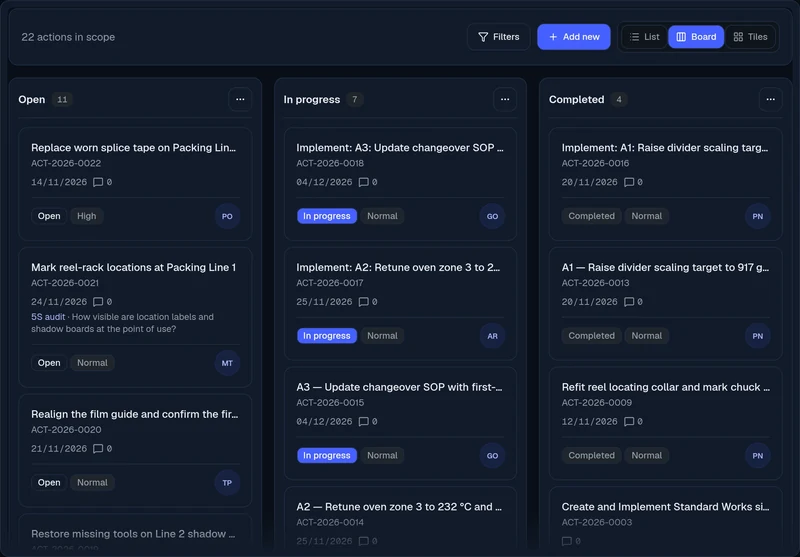 22 actions in scope
Filters
Add new
List
Board
Tiles
Open 11
...
Replace worn splice tape on Packing Lin...
ACT-2026-0022
14/11/2026 0
Open High
PO
Mark reel-rack locations at Packing Line 1
ACT-2026-0021
24/11/2026 0
5S audit · How visible are location labels and
shadow boards at the point of use?
Open Normal
MT
Realign the film guide and confirm the fir...
ACT-2026-0020
21/11/2026 0
Open Normal
TP
Restore missing tools on Line 2 shadow ...
In progress 7
...
Implement: A3: Update changeover SOP ...
ACT-2026-0018
04/12/2026 0
In progress Normal
GO
Implement: A2: Retune oven zone 3 to 2...
ACT-2026-0017
25/11/2026 0
In progress Normal
AR
A3 — Update changeover SOP with first-...
ACT-2026-0015
04/12/2026 0
In progress Normal
GO
A2 — Retune oven zone 3 to 232 °C and ...
ACT-2026-0014
25/11/2026 0
Completed 4
...
Implement: A1: Raise divider scaling targ...
ACT-2026-0016
20/11/2026 0
Completed Normal
PN
A1 — Raise divider scaling target to 917 g...
ACT-2026-0013
20/11/2026 0
Completed Normal
PN
Refit reel locating collar and mark chuck ...
ACT-2026-0009
12/11/2026 0
Completed Normal
PN
Create and Implement Standard Works si...
ACT-2026-0003
0